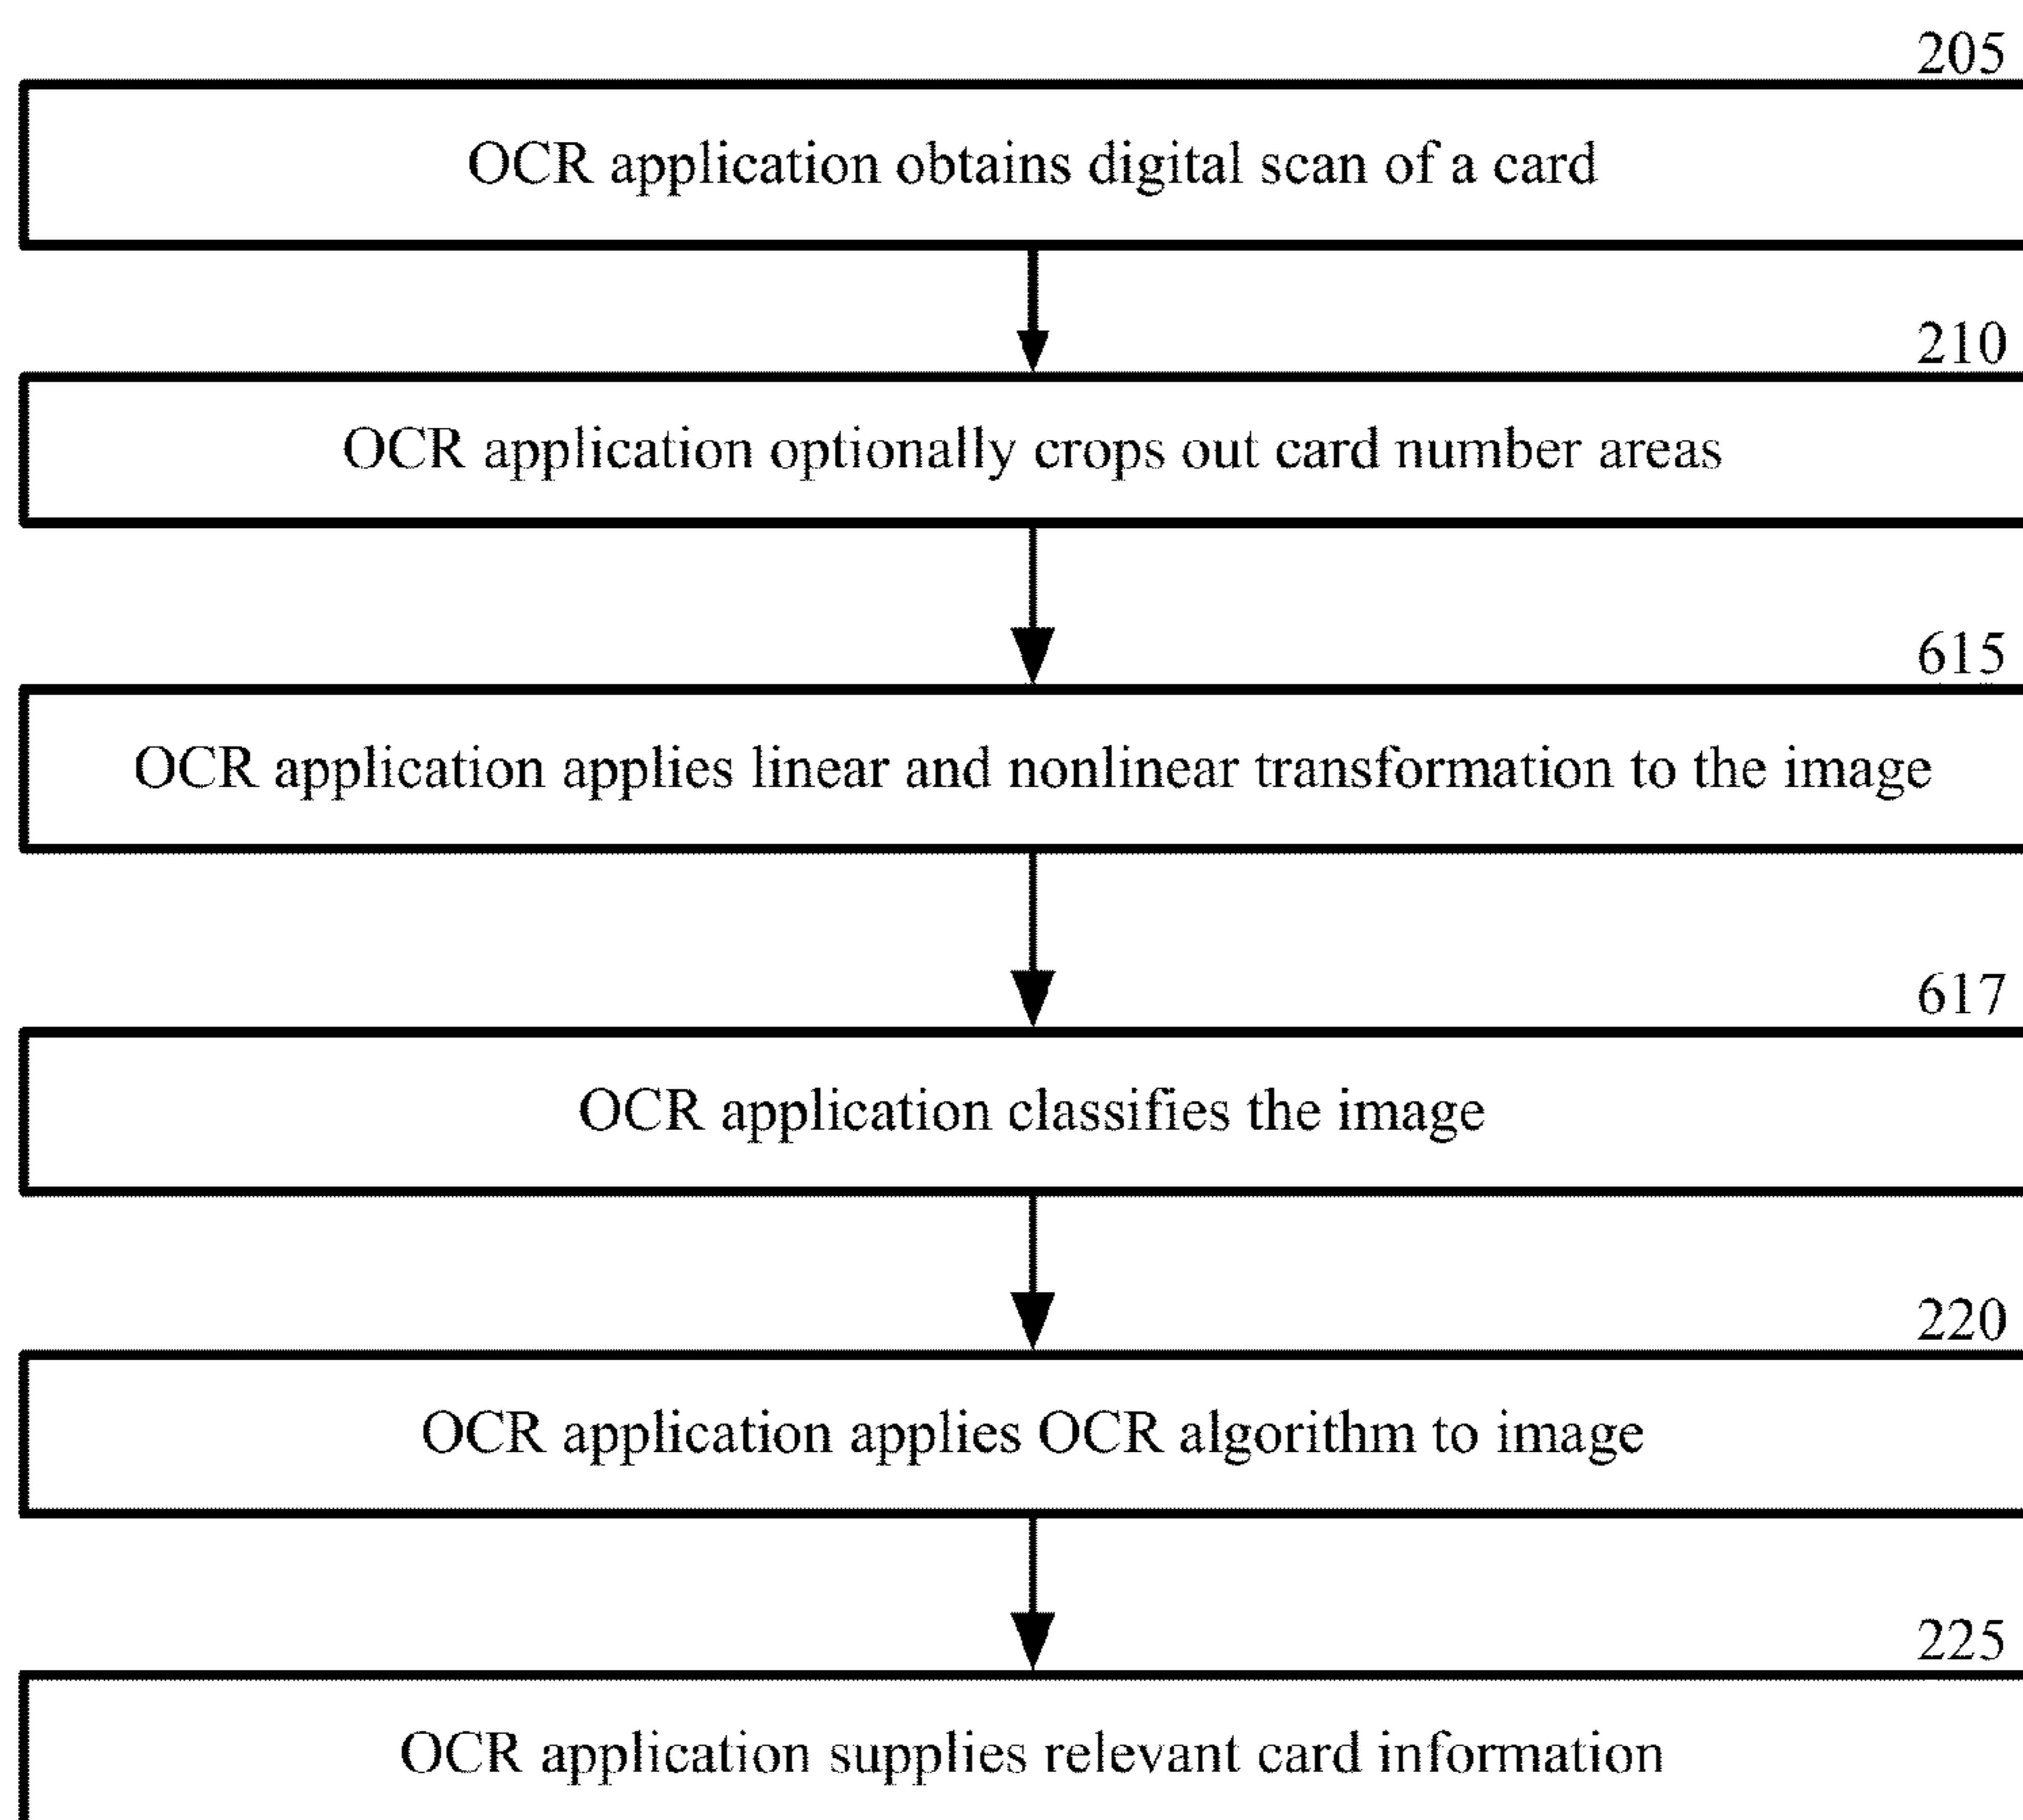 205
OCR application obtains digital scan of a card
210
OCR application optionally crops out card number areas
615
OCR application applies linear and nonlinear transformation to the image
617
OCR application classifies the image
220
OCR application applies OCR algorithm to image
225
OCR application supplies relevant card information